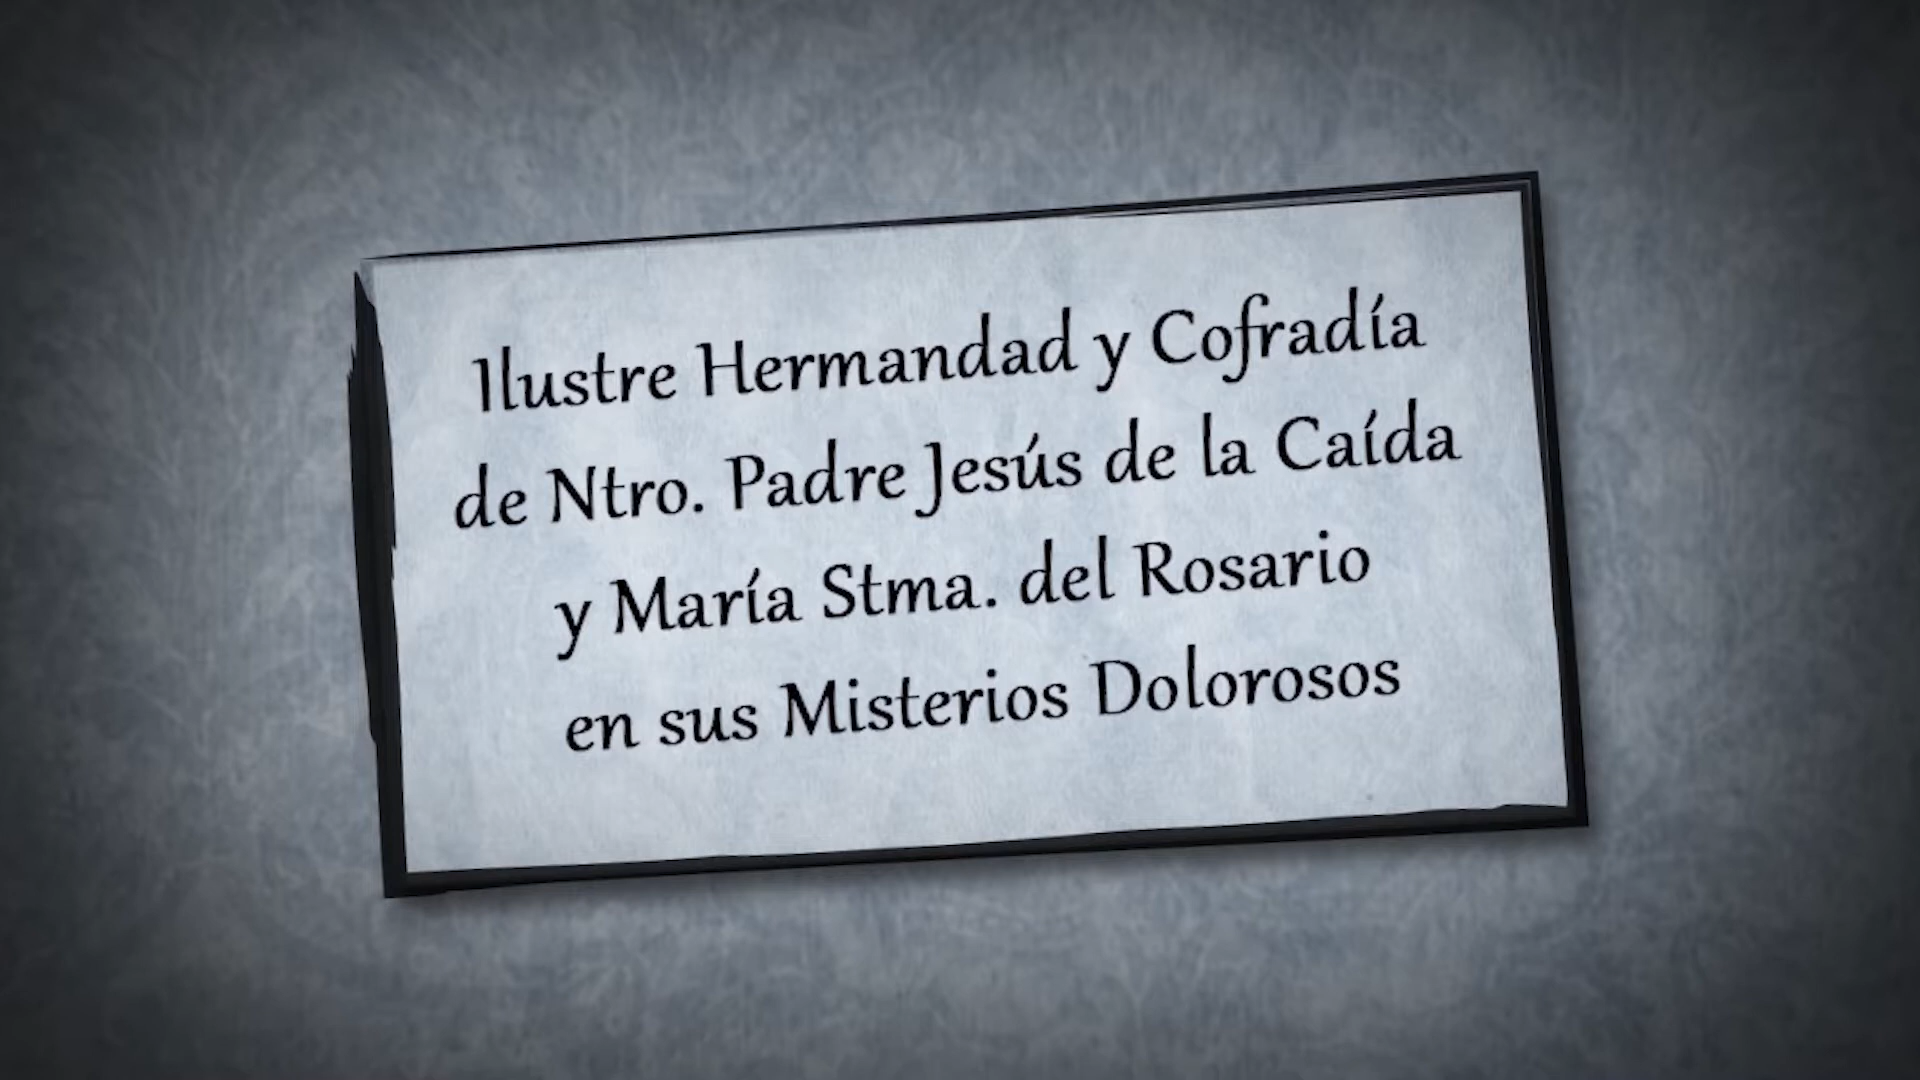 Ilustre Hermandad y Cofradía
de Ntro. Padre Jesús de la Caída
y María Stma. del Rosario
en sus Misterios Dolorosos